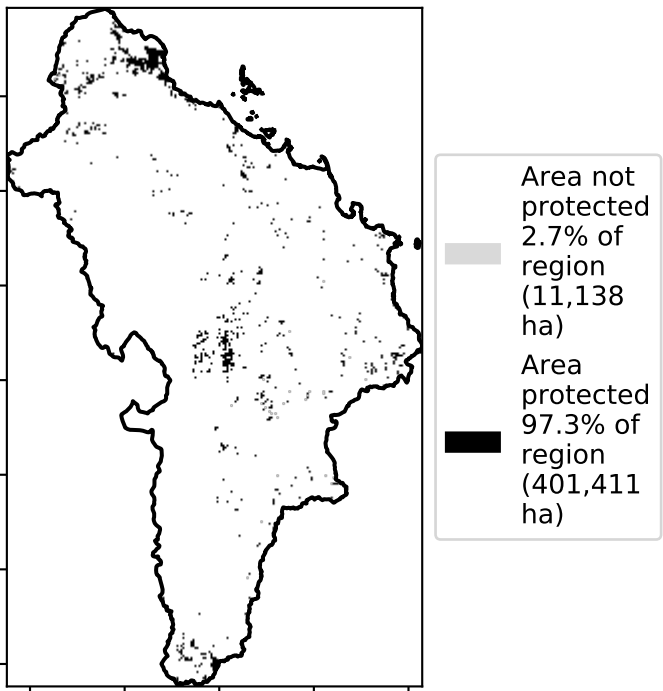 Area not
protected
2.7% of
region
(11,138
ha)
Area
protected
97.3% of
region
(401,411
ha)